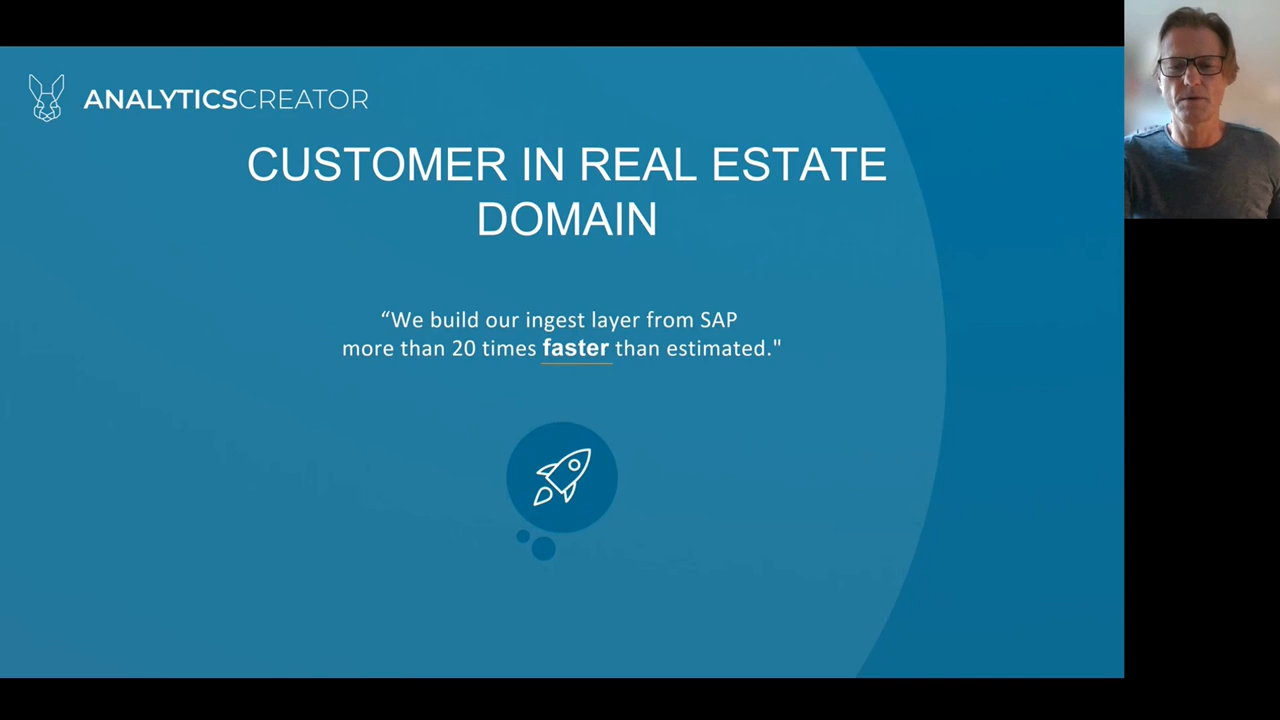 ANALYTICSCREATOR
CUSTOMER IN REAL ESTATE
DOMAIN
“We build our ingest layer from SAP
more than 20 times faster than estimated."